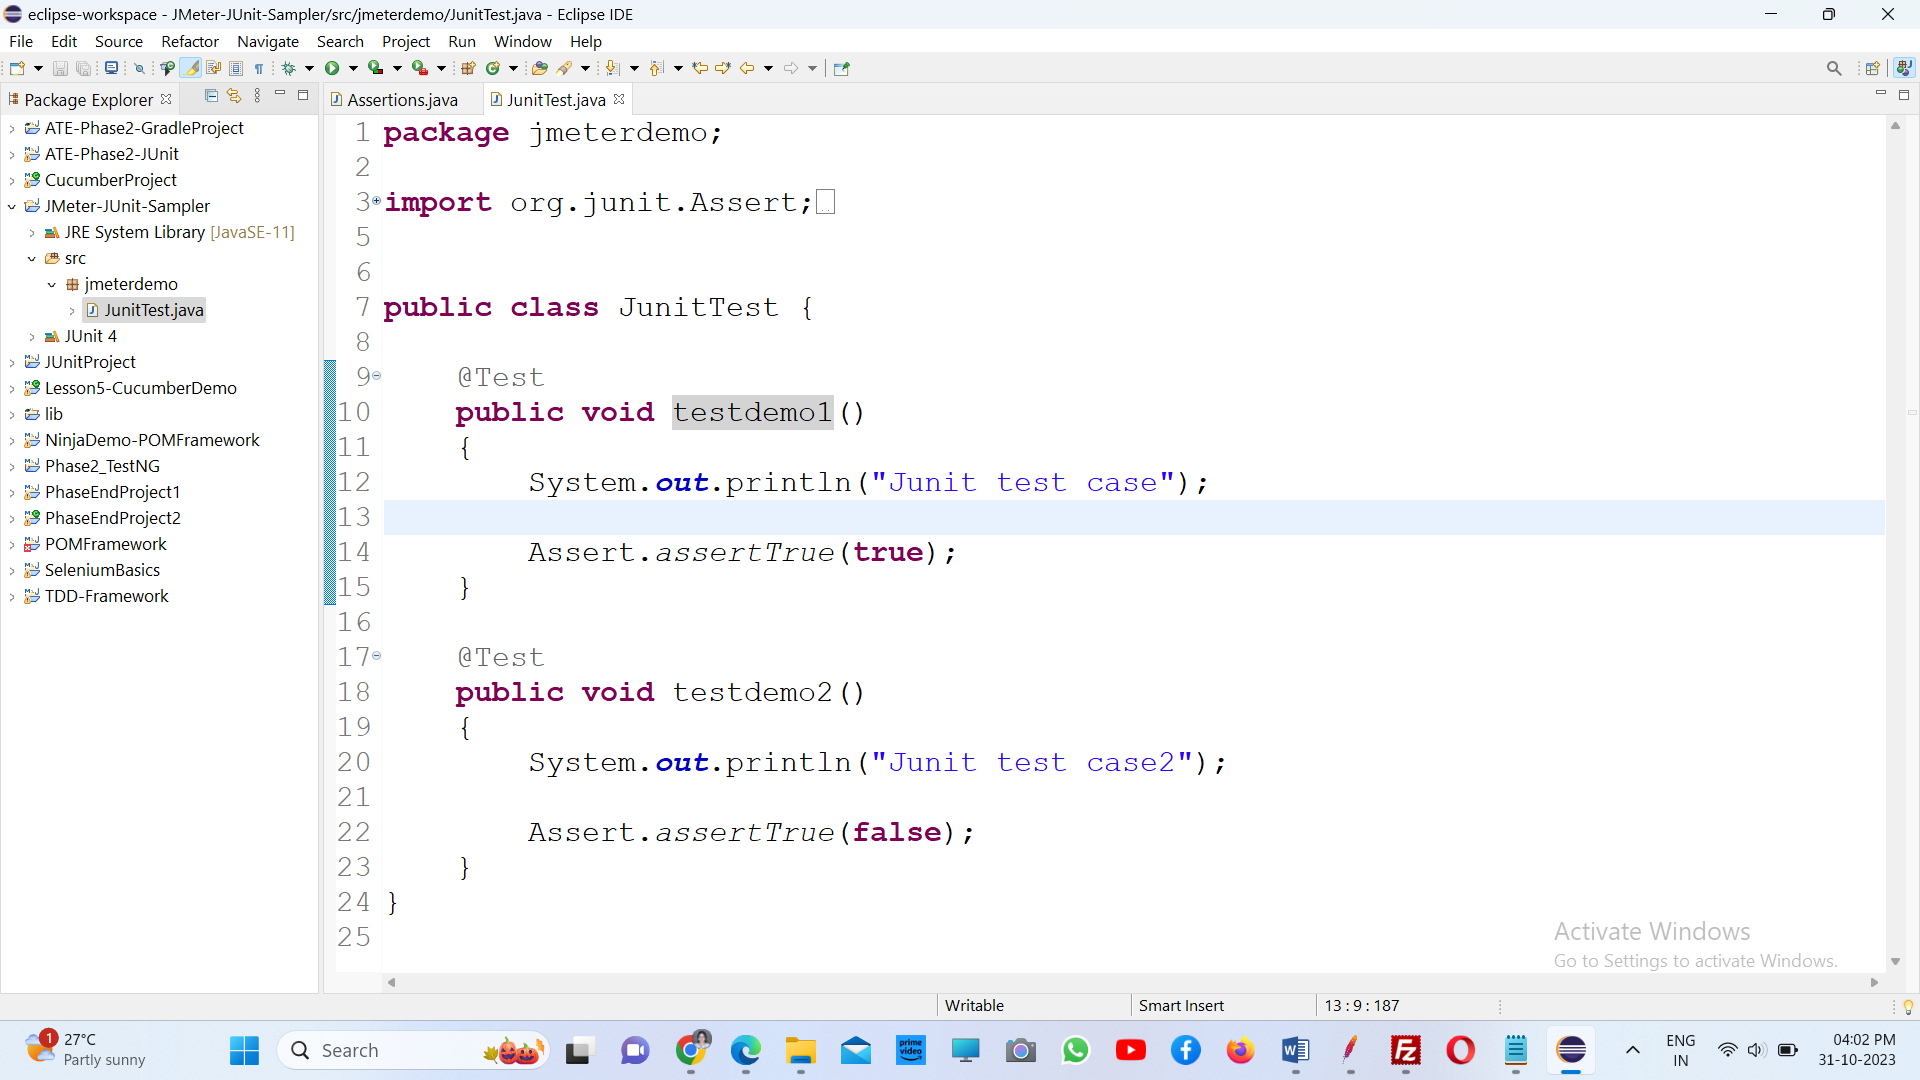 eclipse-workspace - JMeter-JUnit-Sampler/src/jmeterdemo/JunitTest.java - Eclipse IDE
File Edit Source Refactor Navigate Search Project Run Window Help
Package Explorer
ATE-Phase2-GradleProject
ATE-Phase2-JUnit
CucumberProject
JMeter-JUnit-Sampler
JRE System Library [JavaSE-11]
src
jmeterdemo
JunitTest.java
JUnit 4
JUnitProject
Lesson5-CucumberDemo
lib
NinjaDemo-POMFramework
Phase2_TestNG
PhaseEndProject1
PhaseEndProject2
POMFramework
SeleniumBasics
TDD-Framework
Assertions.java JunitTest.java
1 package jmeterdemo;
2
3 import org.junit.Assert;
5
6
7 public class JunitTest {
8
9 @Test
10 public void testdemo1()
11 {
12 System.out.println("Junit test case");
13
14 Assert.assertTrue(true);
15 }
16
17 @Test
18 public void testdemo2()
19 {
20 System.out.println("Junit test case2");
21
22 Assert.assertTrue(false);
23 }
24 }
25
Activate Windows
Go to Settings to activate Windows.
Writable Smart Insert 13 : 9 : 187
1
27°C
Partly sunny
Search
prime video
ENG
IN
04:02 PM
31-10-2023